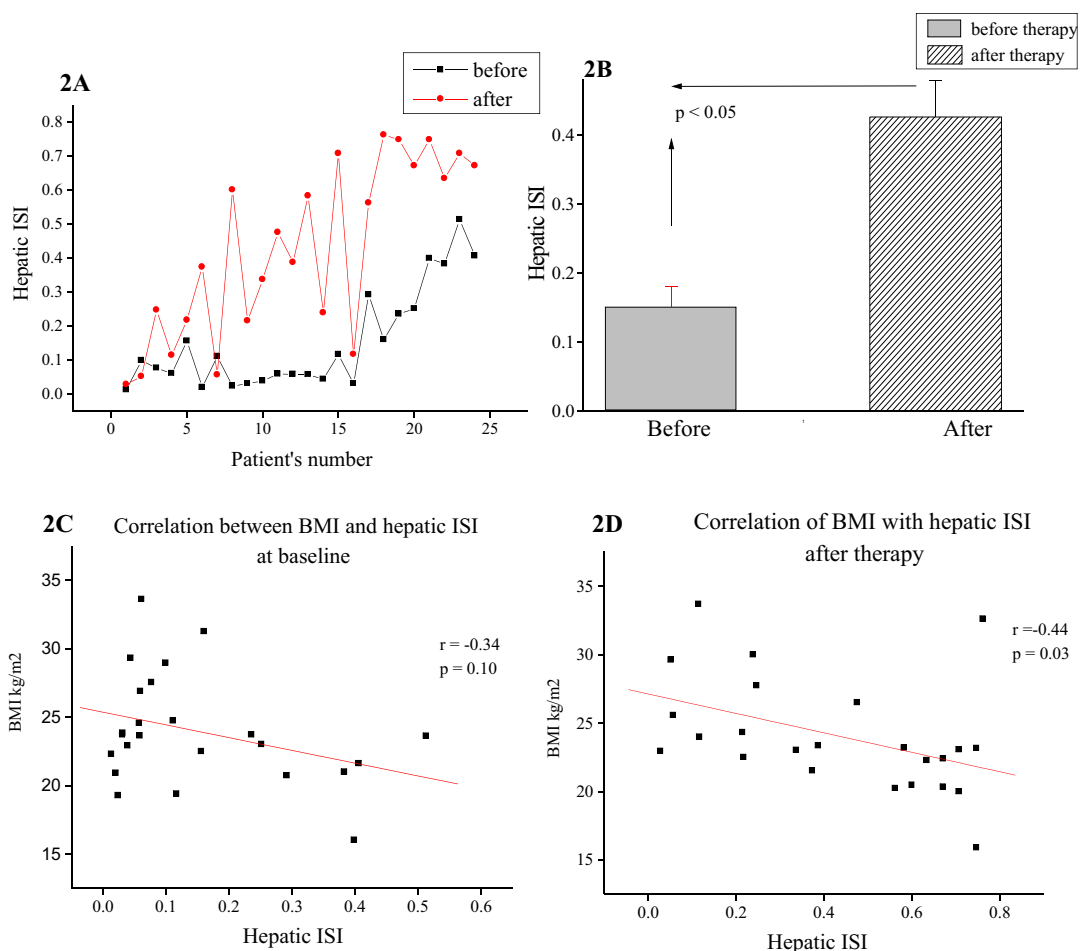 2A
before
after
0.8
0.7
0.6
0.5
0.4
0.3
0.2
0.1
0.0
Hepatic ISI
0
5
10
15
20
25
Patient's number
2B
before therapy
after therapy
p < 0.05
0.4
0.3
0.2
0.1
0.0
Hepatic ISI
Before
After
2C
Correlation between BMI and hepatic ISI
at baseline
r = -0.34
p = 0.10
35
30
25
20
15
BMI kg/m2
0.0
0.1
0.2
0.3
0.4
0.5
0.6
Hepatic ISI
2D
Correlation of BMI with hepatic ISI
after therapy
r =-0.44
p = 0.03
35
30
25
20
15
BMI kg/m2
0.0
0.2
0.4
0.6
0.8
Hepatic ISI